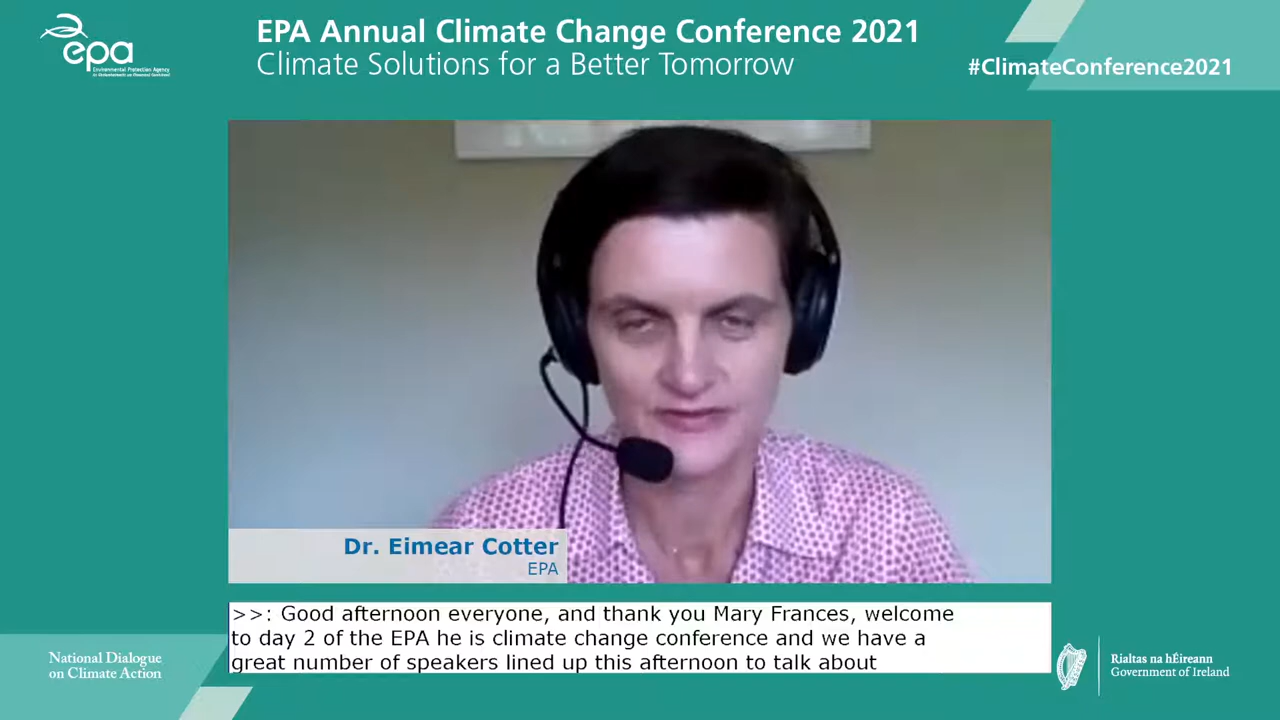 EPA Annual Climate Change Conference 2021
Climate Solutions for a Better Tomorrow
epa
Environmental Protection Agency
#ClimateConference2021
Dr. Eimear Cotter
EPA
>>: Good afternoon everyone, and thank you Mary Frances, welcome
to day 2 of the EPA he is climate change conference and we have a
great number of speakers lined up this afternoon to talk about
National Dialogue
on Climate Action
Rialtas na hÉireann
Government of Ireland